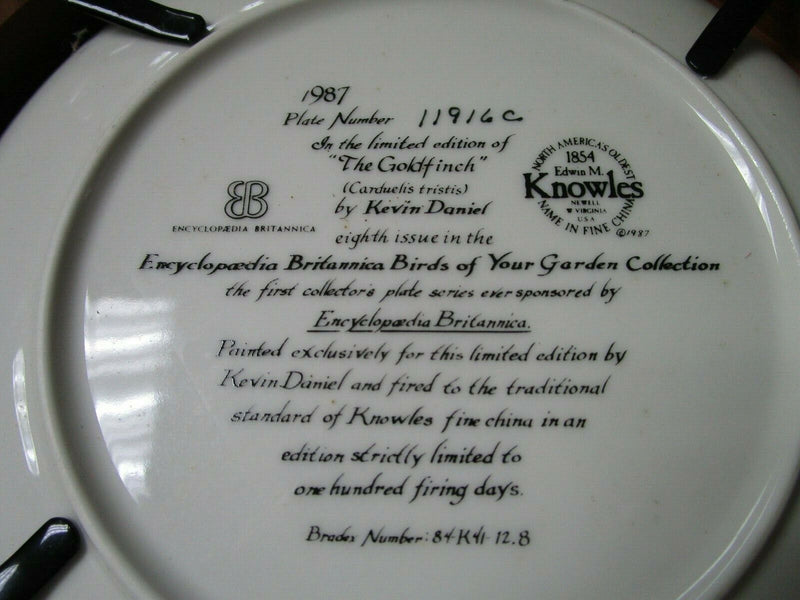 1987
Plate Number 11916C
In the limited edition of
"The Goldfinch"
(Carduelis tristis)
by Kevin Daniel
eighth issue in the
Encyclopædia Britannica Birds of Your Garden Collection
the first collector's plate series ever sponsored by
Encyclopædia Britannica.
Painted exclusively for this limited edition by
Kevin Daniel and fired to the traditional
standard of Knowles fine china in an
edition strictly limited to
one hundred firing days.
Bradex Number: 84-K41-12.8
ENCYCLOPÆDIA BRITANNICA
NORTH AMERICA'S OLDEST
1854
Edwin M.
Knowles
NEWELL
W VIRGINIA
USA
NAME IN FINE CHINA
©1987